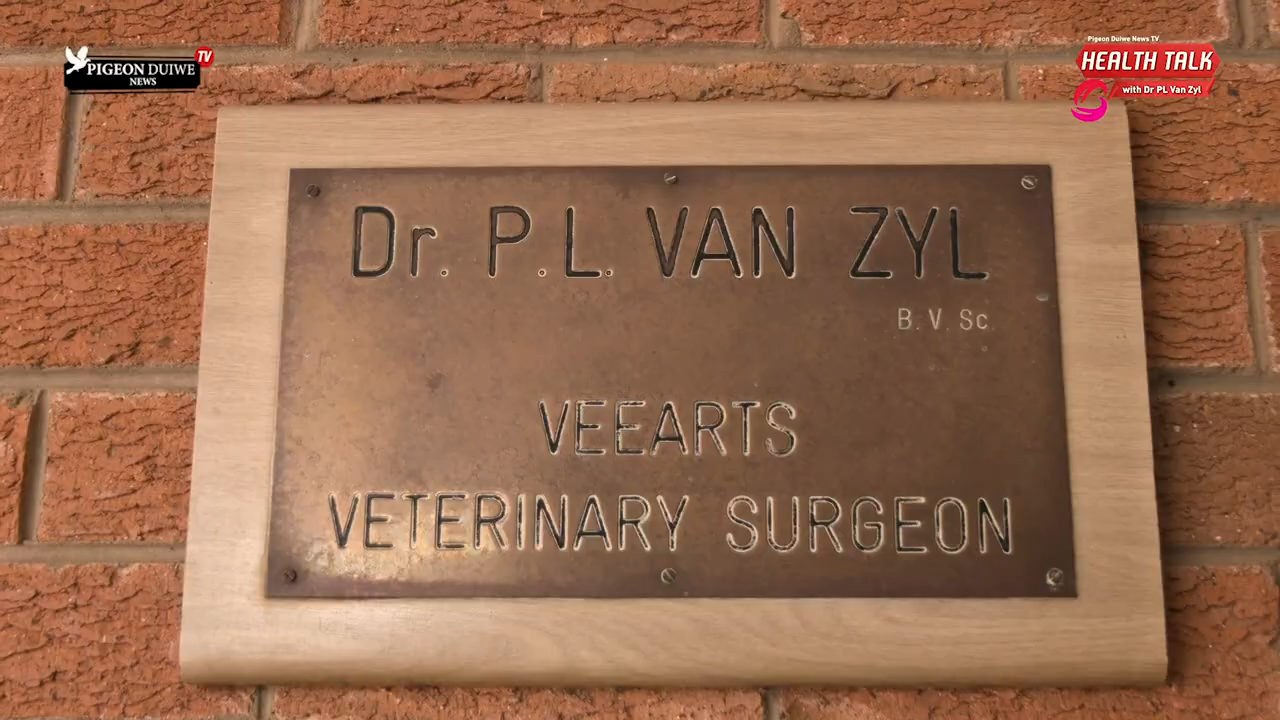 PIGEON DUIWE
NEWS
TV
Pigeon Duiwe News TV
HEALTH TALK
with Dr PL Van Zyl
Dr. P.L. VAN ZYL
B. V. Sc.
VEEARTS
VETERINARY SURGEON